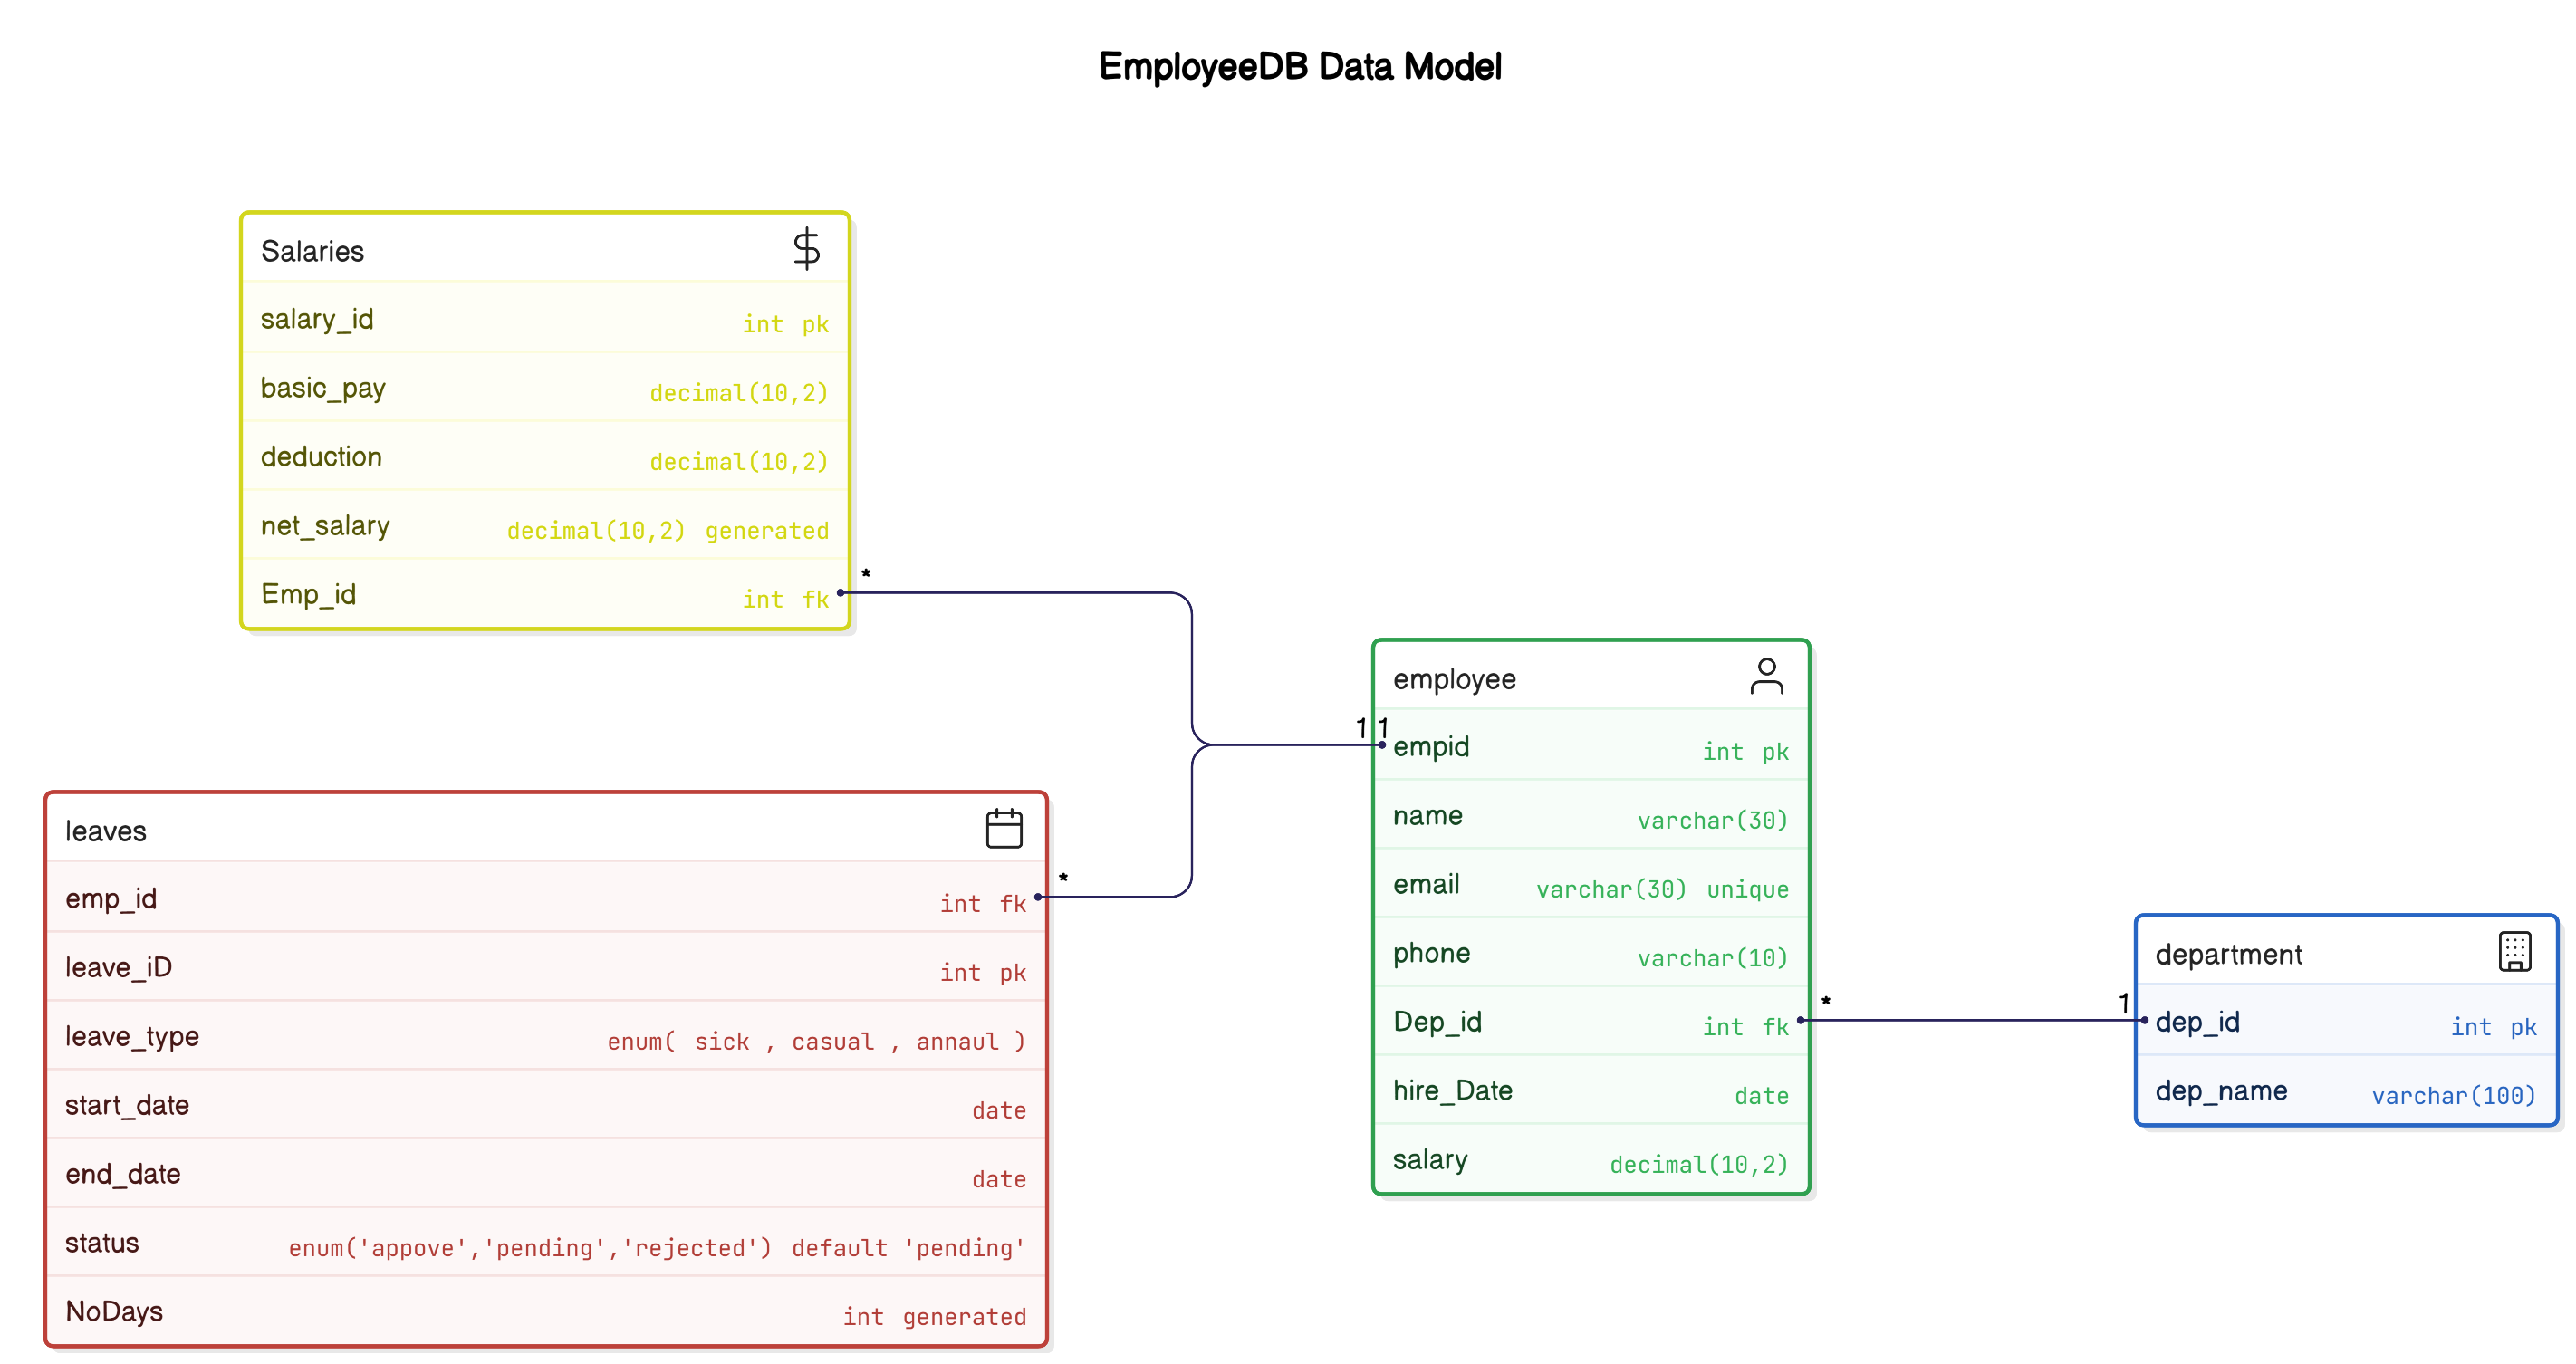 EmployeeDB Data Model
Salaries
salary_id int pk
basic_pay decimal(10,2)
deduction decimal(10,2)
net_salary decimal(10,2) generated
Emp_id int fk
*
leaves
emp_id int fk
*
leave_iD int pk
leave_type enum( sick , casual , annaul )
start_date date
end_date date
status enum('appove','pending','rejected') default 'pending'
NoDays int generated
employee
1 1
empid int pk
name varchar(30)
email varchar(30) unique
phone varchar(10)
Dep_id int fk
* 1
hire_Date date
salary decimal(10,2)
department
dep_id int pk
dep_name varchar(100)